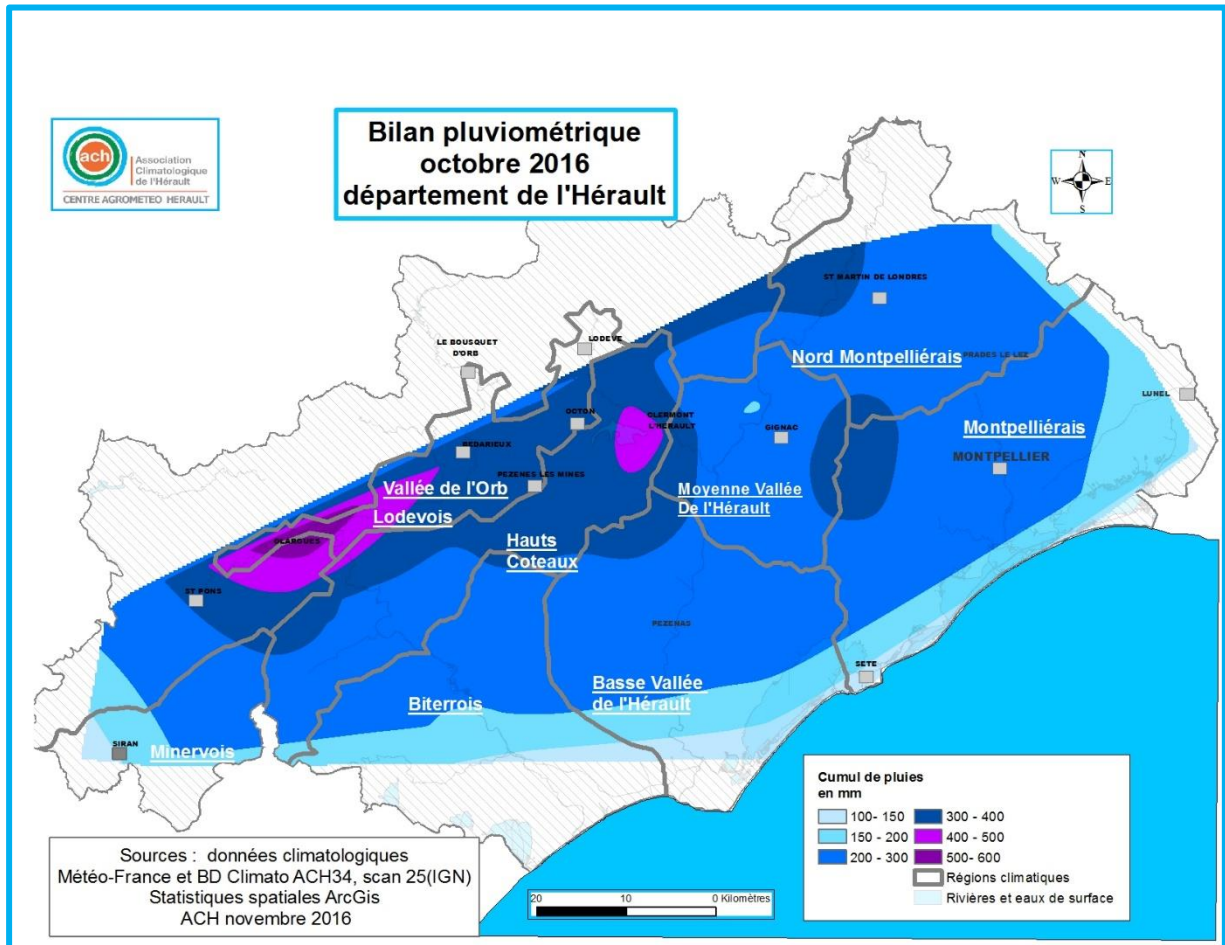 Bilan pluviométrique
octobre 2016
département de l'Hérault
ach
Association
Climatologique
de l'Hérault
CENTRE AGROMETEO HERAULT
N
W E
S
ST MARTIN DE LONDRES
LE BOUSQUET
D'ORB
LODEVE
Nord Montpelliérais
PRADES LE LEZ
LUNEL
OCTON
CLERMONT
L'HERAULT
GIGNAC
Montpelliérais
BEDARIEUX
MONTPELLIER
PEZENES LES MINES
Vallée de l'Orb
Moyenne Vallée
De l'Hérault
Lodevois
OLARGUES
Hauts
Coteaux
ST PONS
PEZENAS
SETE
Basse Vallée
de l'Hérault
Biterrois
SIRAN
Minervois
Cumul de pluies
en mm
100- 150
300 - 400
150 - 200
400 - 500
200 - 300
500- 600
Régions climatiques
Rivières et eaux de surface
Sources : données climatologiques
Météo-France et BD Climato ACH34, scan 25(IGN)
Statistiques spatiales ArcGis
ACH novembre 2016
20 10 0 Kilomètres